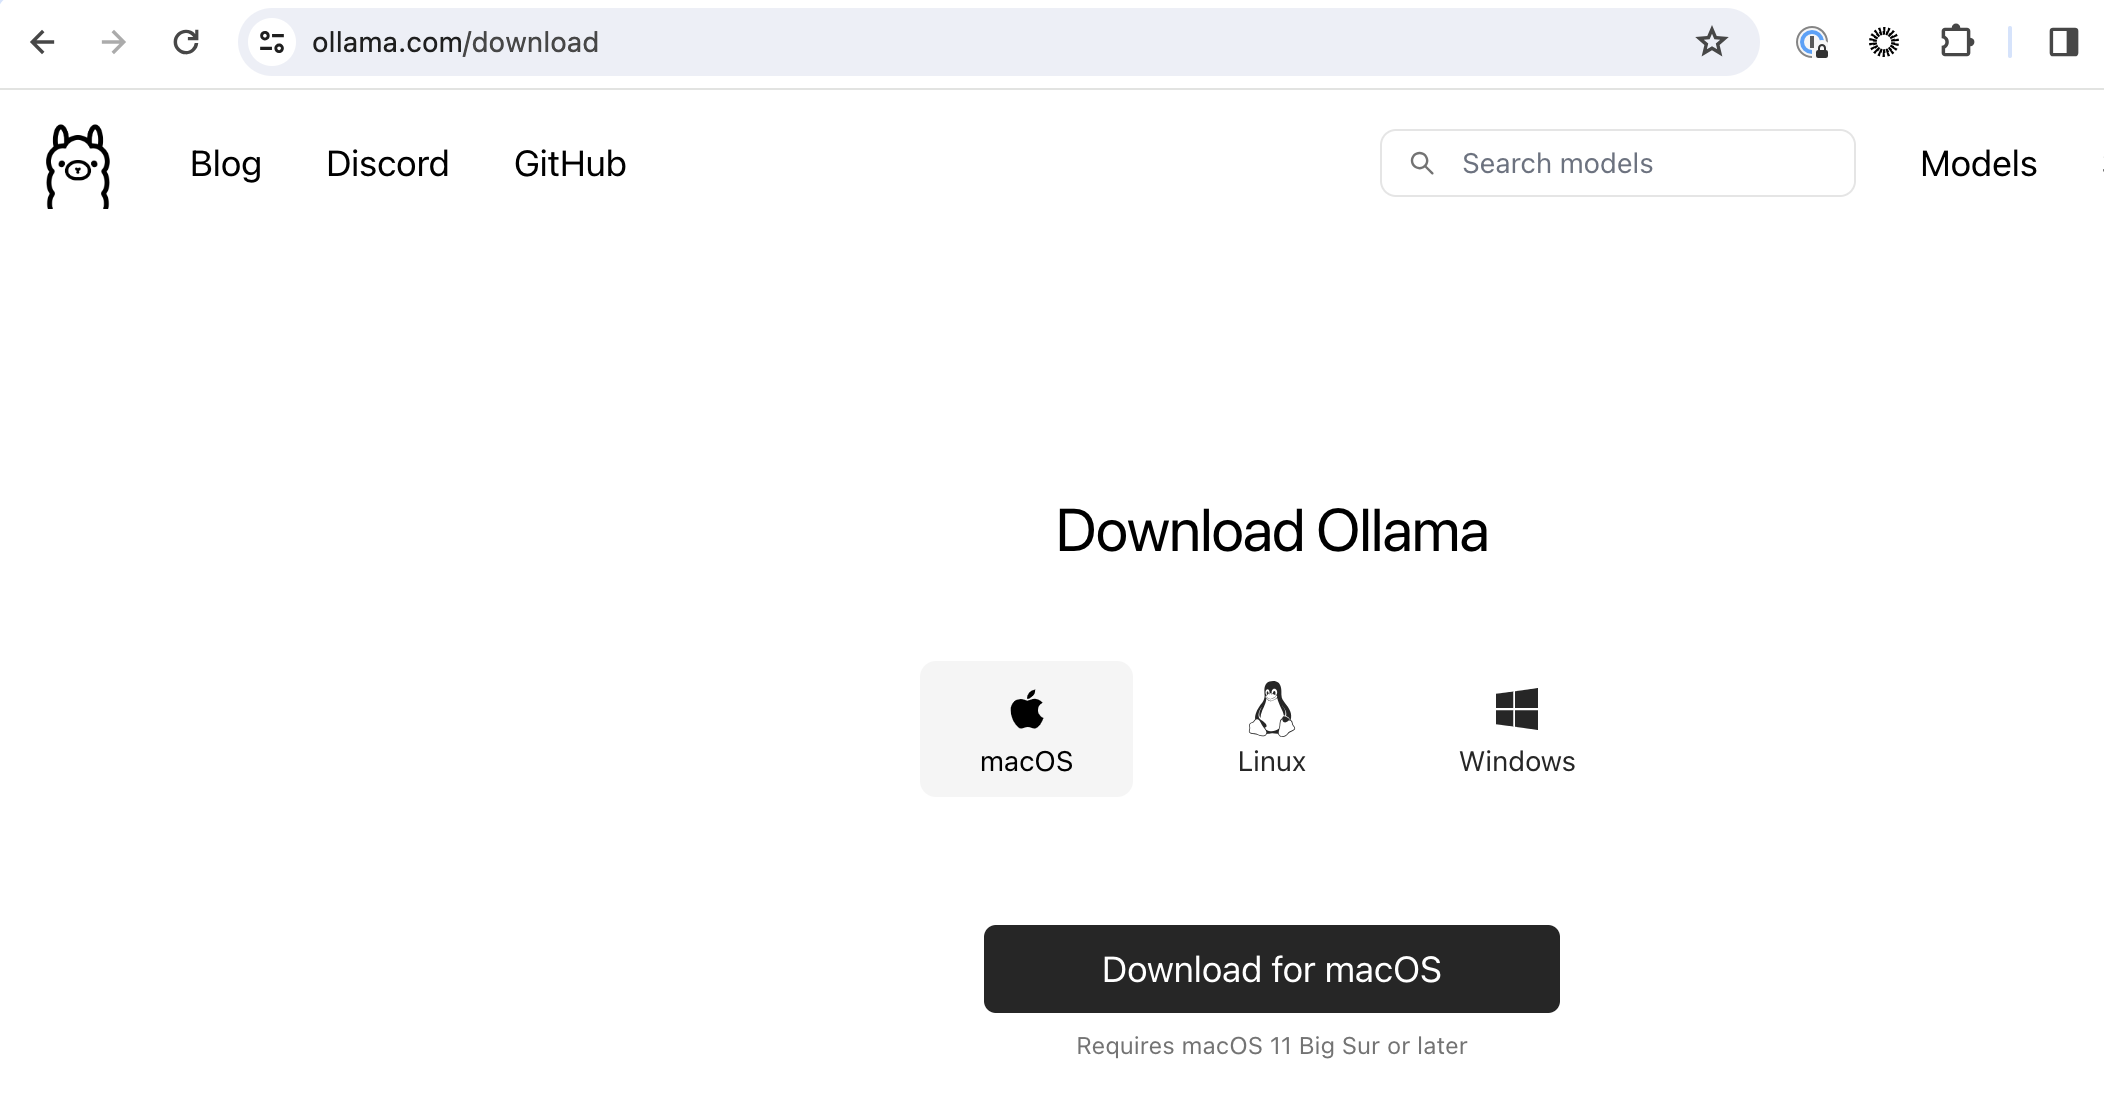 ollama.com/download
Blog Discord GitHub Search models Models
Download Ollama
macOS Linux Windows
Download for macOS
Requires macOS 11 Big Sur or later